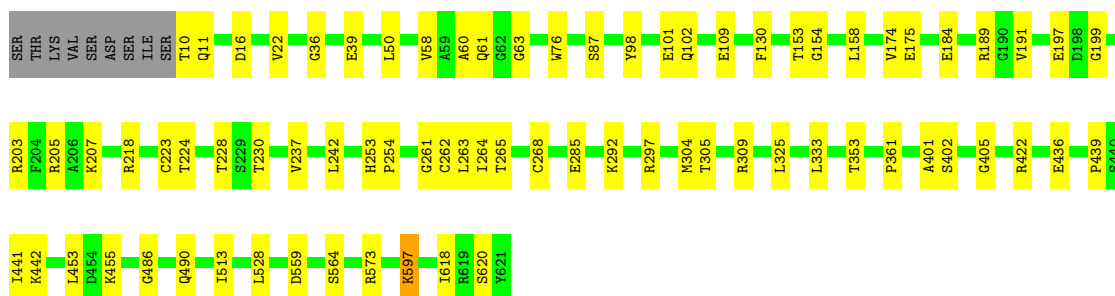 SER THR LYS VAL SER ASP SER ILE SER T10 Q11 D16 V22 G36 E39 L50 V58 A59 A60 Q61 G62 G63 W76 S87 Y98 E101 Q102 E109 F130 T153 G154 L158 V174 E175 E184 R189 G190 V191 E197 D198 G199
R203 F204 R205 A206 K207 R218 C223 T224 T228 S229 T230 V237 L242 H253 P254 G261 C262 L263 I264 T265 C268 E285 K292 R297 M304 T305 R309 L325 L333 T353 P361 A401 S402 G405 R422 E436 P439 S440
I441 K442 L453 D454 K455 G486 Q490 I513 L528 D559 S564 R573 K597 I618 R619 S620 Y621